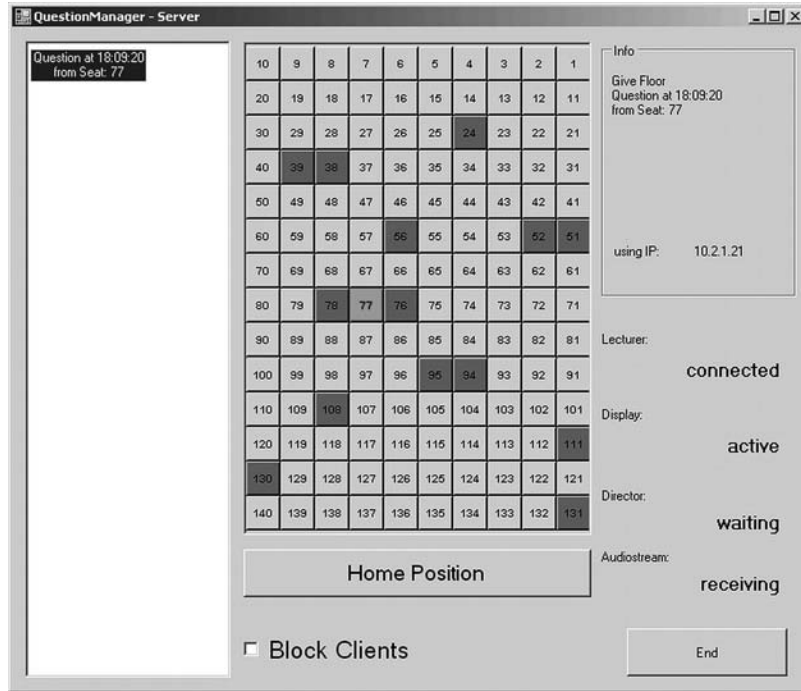 QuestionManager - Server
Question at 18:09:20
from Seat: 77
10 9 8 7 6 5 4 3 2 1
20 19 18 17 16 15 14 13 12 11
30 29 28 27 26 25 24 23 22 21
40 39 38 37 36 35 34 33 32 31
50 49 48 47 46 45 44 43 42 41
60 59 58 57 56 55 54 53 52 51
70 69 68 67 66 65 64 63 62 61
80 79 78 77 76 75 74 73 72 71
90 89 88 87 86 85 84 83 82 81
100 99 98 97 96 95 94 93 92 91
110 109 108 107 106 105 104 103 102 101
120 119 118 117 116 115 114 113 112 111
130 129 128 127 126 125 124 123 122 121
140 139 138 137 136 135 134 133 132 131
Home Position
Block Clients
Info
Give Floor
Question at 18:09:20
from Seat: 77
using IP: 10.2.1.21
Lecturer:
connected
Display:
active
Director:
waiting
Audiostream:
receiving
End